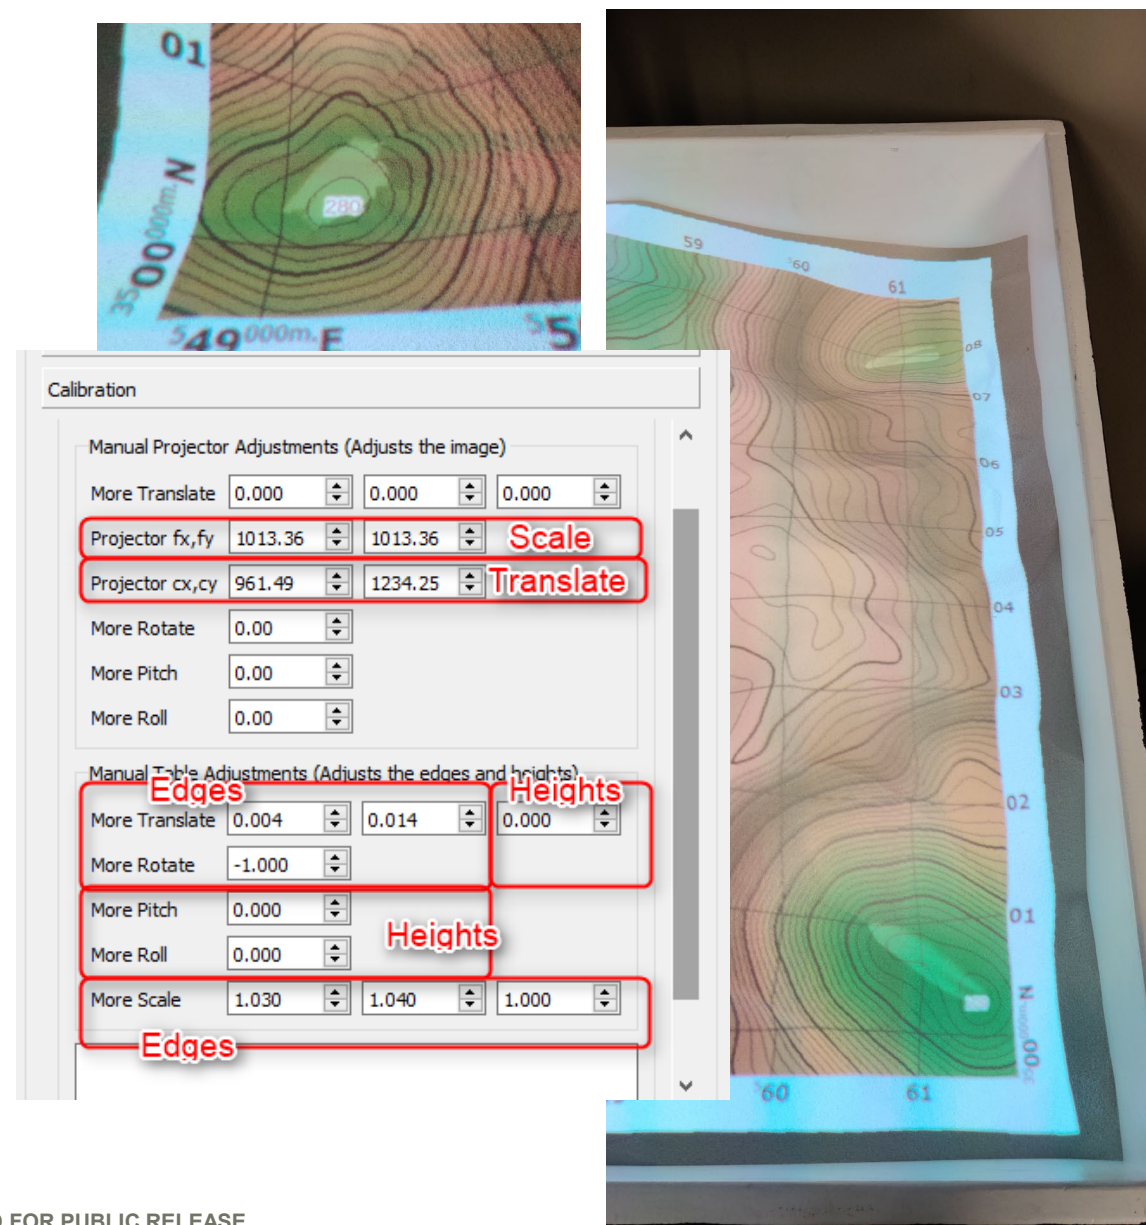 01
280
3500000m.N
549000m.E
55
59
560
61
08
07
06
05
04
03
02
01
N
00
560
61
Calibration
Manual Projector Adjustments (Adjusts the image)
More Translate 0.000 0.000 0.000
Projector fx,fy 1013.36 1013.36 Scale
Projector cx,cy 961.49 1234.25 Translate
More Rotate 0.00
More Pitch 0.00
More Roll 0.00
Manual Table Adjustments (Adjusts the edges and heights)
Edges Heights
More Translate 0.004 0.014 0.000
More Rotate -1.000
More Pitch 0.000
Heights
More Roll 0.000
More Scale 1.030 1.040 1.000
Edges
FOR PUBLIC RELEASE